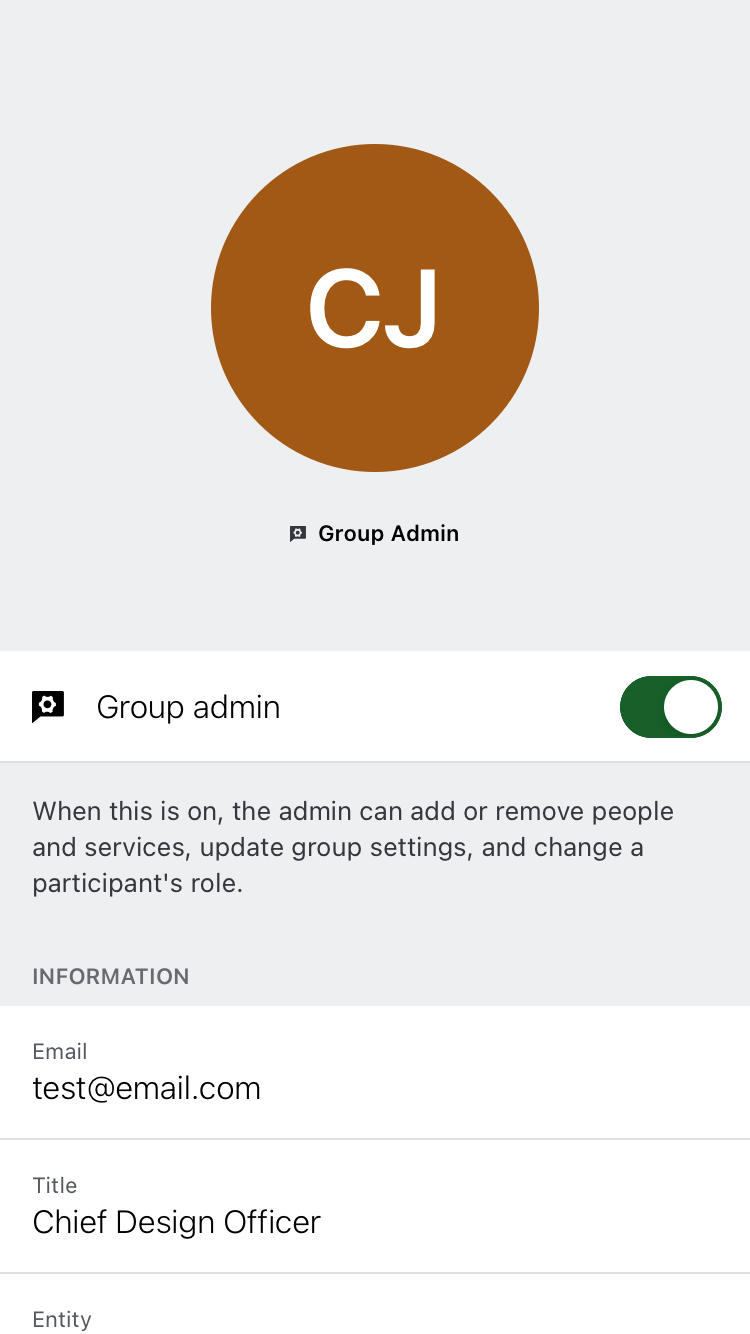 CJ
Group Admin
Group admin
When this is on, the admin can add or remove people
and services, update group settings, and change a
participant's role.
INFORMATION
Email
test@email.com
Title
Chief Design Officer
Entity